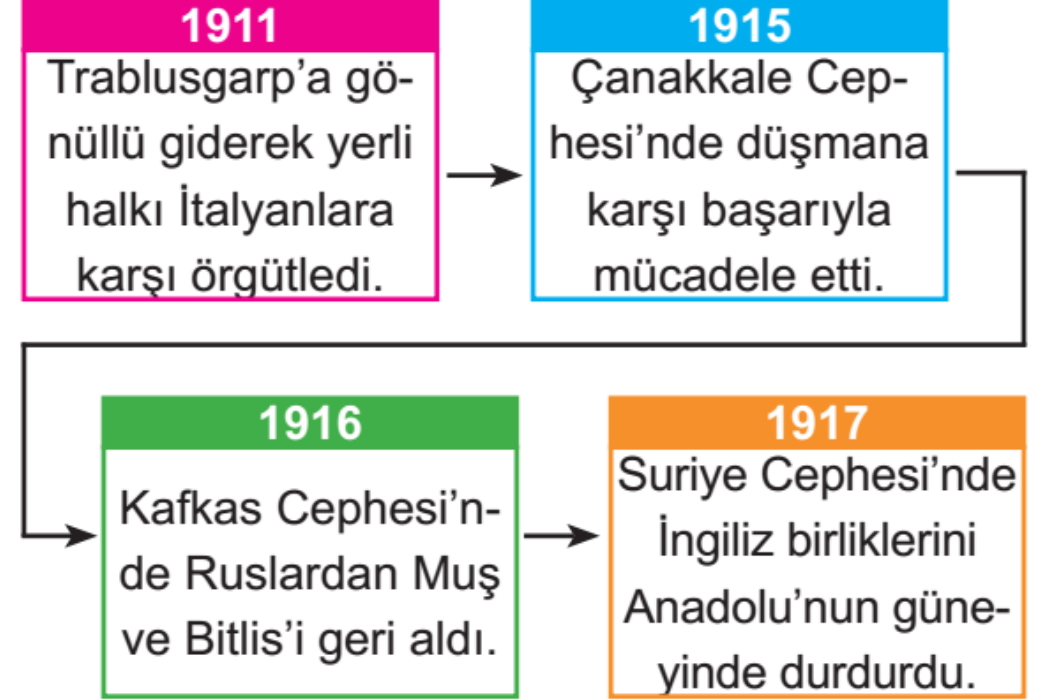 1911
Trablusgarp’a gö-
nüllü giderek yerli
halkı İtalyanlara
karşı örgütledi.
1915
Çanakkale Cep-
hesi’nde düşmana
karşı başarıyla
mücadele etti.
1916
Kafkas Cephesi’n-
de Ruslardan Muş
ve Bitlis’i geri aldı.
1917
Suriye Cephesi’nde
İngiliz birliklerini
Anadolu’nun güne-
yinde durdurdu.